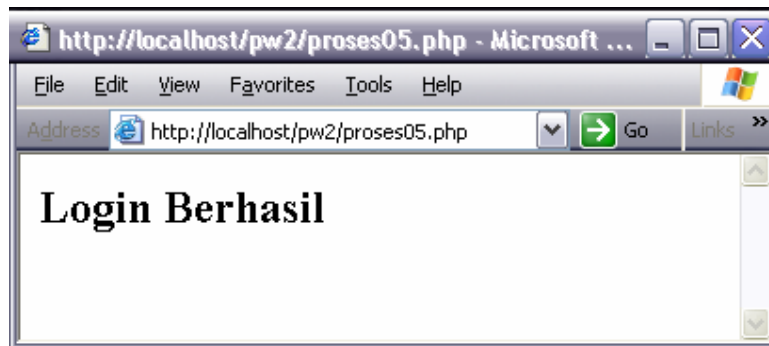 http://localhost/pw2/proses05.php - Microsoft ...
File Edit View Favorites Tools Help
Address http://localhost/pw2/proses05.php Go Links »
Login Berhasil